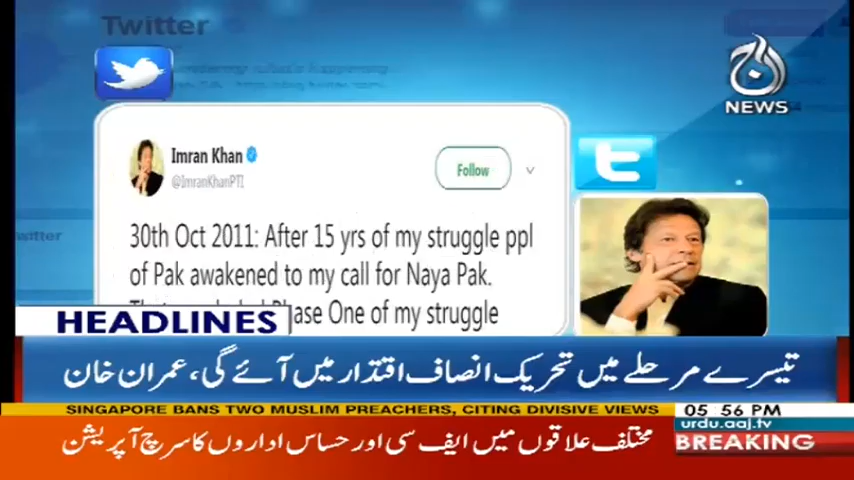 Twitter
آج
NEWS
Imran Khan
@ImranKhanPTI
Follow
30th Oct 2011: After 15 yrs of my struggle ppl
of Pak awakened to my call for Naya Pak.
Phase One of my struggle
HEADLINES
تیسرے مرحلے میں تحریک انصاف اقتدار میں آئے گی، عمران خان
SINGAPORE BANS TWO MUSLIM PREACHERS, CITING DIVISIVE VIEWS
05:56 PM
urdu.aaj.tv
BREAKING
مختلف علاقوں میں ایف سی اور حساس اداروں کا سرچ آپریشن